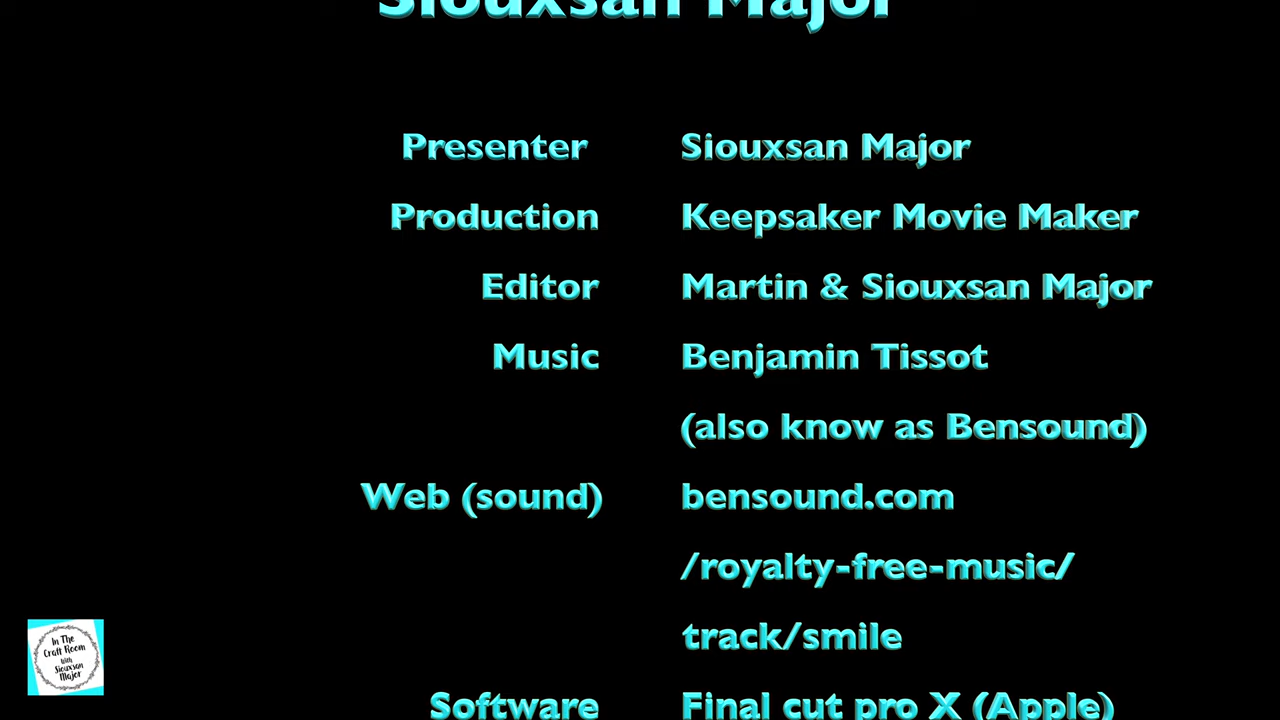 Siouxsan Major
Presenter Siouxsan Major
Production Keepsaker Movie Maker
Editor Martin & Siouxsan Major
Music Benjamin Tissot
(also know as Bensound)
Web (sound) bensound.com
/royalty-free-music/
track/smile
Software Final cut pro X (Apple)
In The
Craft Room
With
Siouxsan
Major